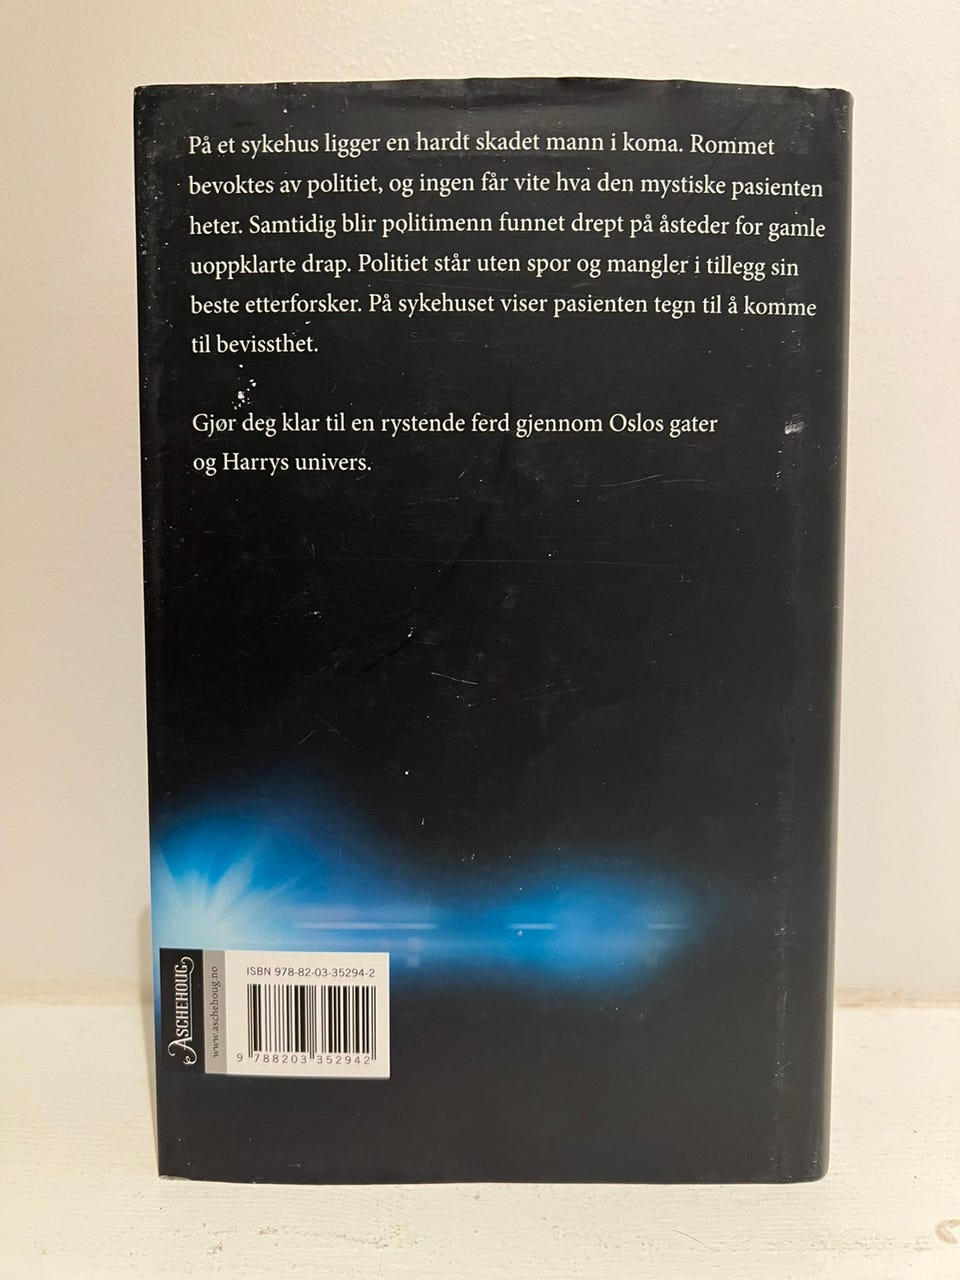 På et sykehus ligger en hardt skadet mann i koma. Rommet
bevoktes av politiet, og ingen får vite hva den mystiske pasienten
heter. Samtidig blir politimenn funnet drept på åsteder for gamle
uoppklarte drap. Politiet står uten spor og mangler i tillegg sin
beste etterforsker. På sykehuset viser pasienten tegn til å komme
til bevissthet.
Gjør deg klar til en rystende ferd gjennom Oslos gater
og Harrys univers.
ASCHEHOUG
www.aschehoug.no
ISBN 978-82-03-35294-2
9 788203 352942